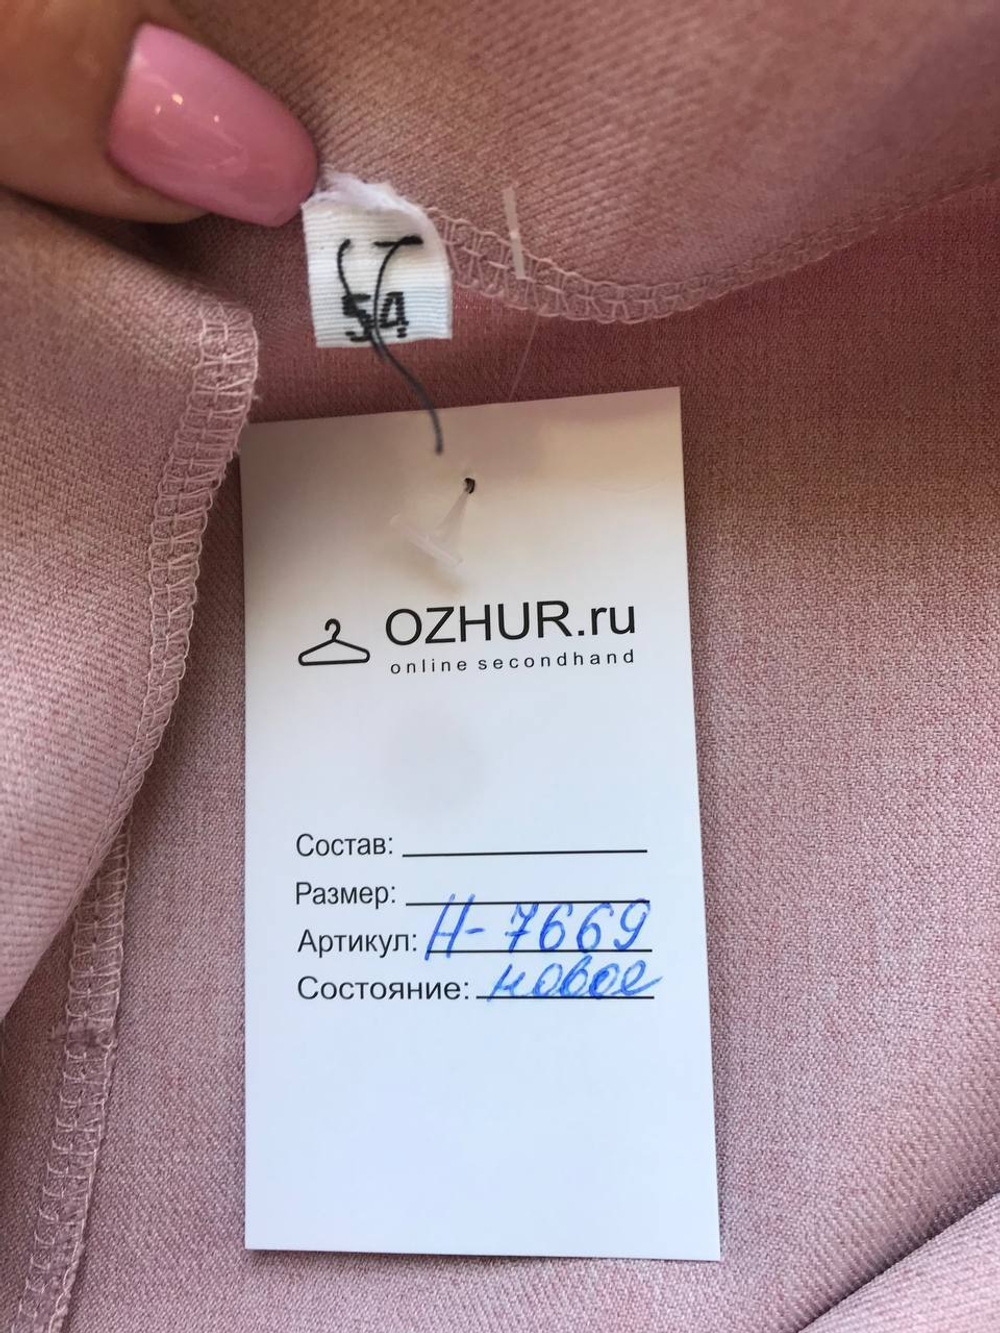 54
OZHUR.ru
online secondhand
Состав:
Размер:
Артикул: Н-7669
Состояние: новое